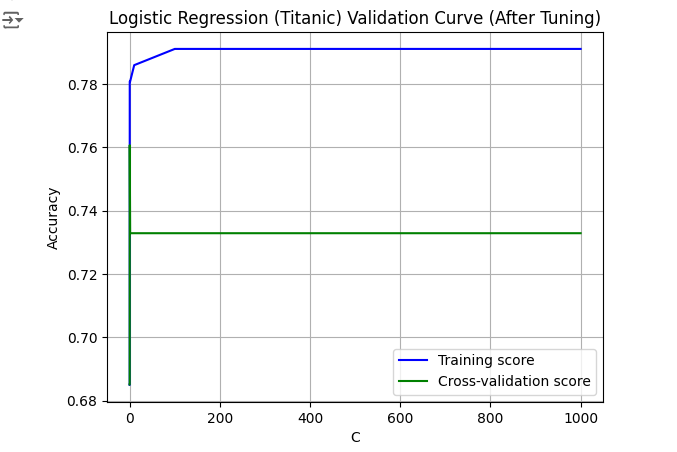 Logistic Regression (Titanic) Validation Curve (After Tuning)
0.78
0.76
0.74
0.72
0.70
0.68
Accuracy
Training score
Cross-validation score
0 200 400 600 800 1000
C